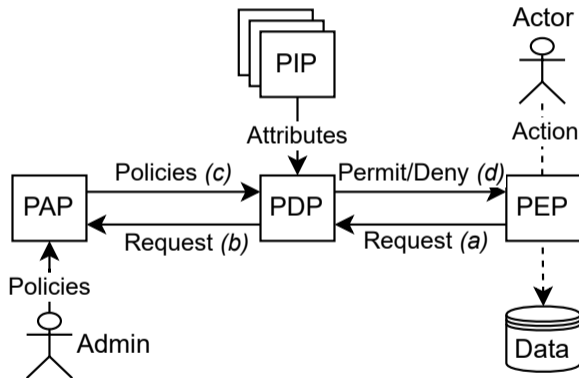 Actor
PIP
Attributes
Action
Policies (c)
Permit/Deny (d)
PAP
PDP
PEP
Request (b)
Request (a)
Policies
Admin
Data